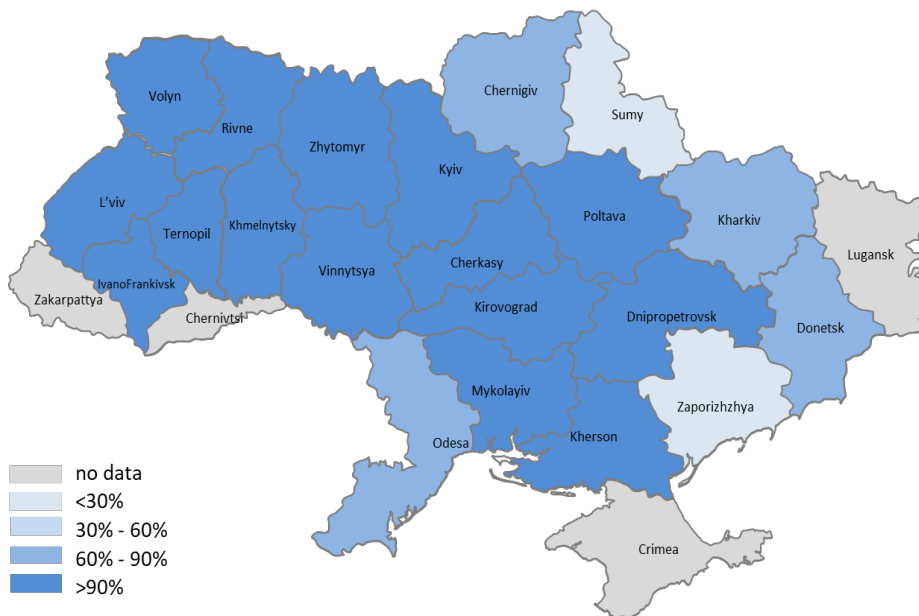 Chernigiv
Sumy
Volyn
Rivne
Zhytomyr
Kyiv
L'viv
Ternopil
Khmelnytsky
Poltava
Kharkiv
Lugansk
Vinnytsya
Cherkasy
IvanoFrankivsk
Zakarpattya
Chernivtsi
Kirovograd
Dnipropetrovsk
Donetsk
Mykolayiv
Zaporizhzhya
Odesa
Kherson
Crimea
no data
<30%
30% - 60%
60% - 90%
>90%